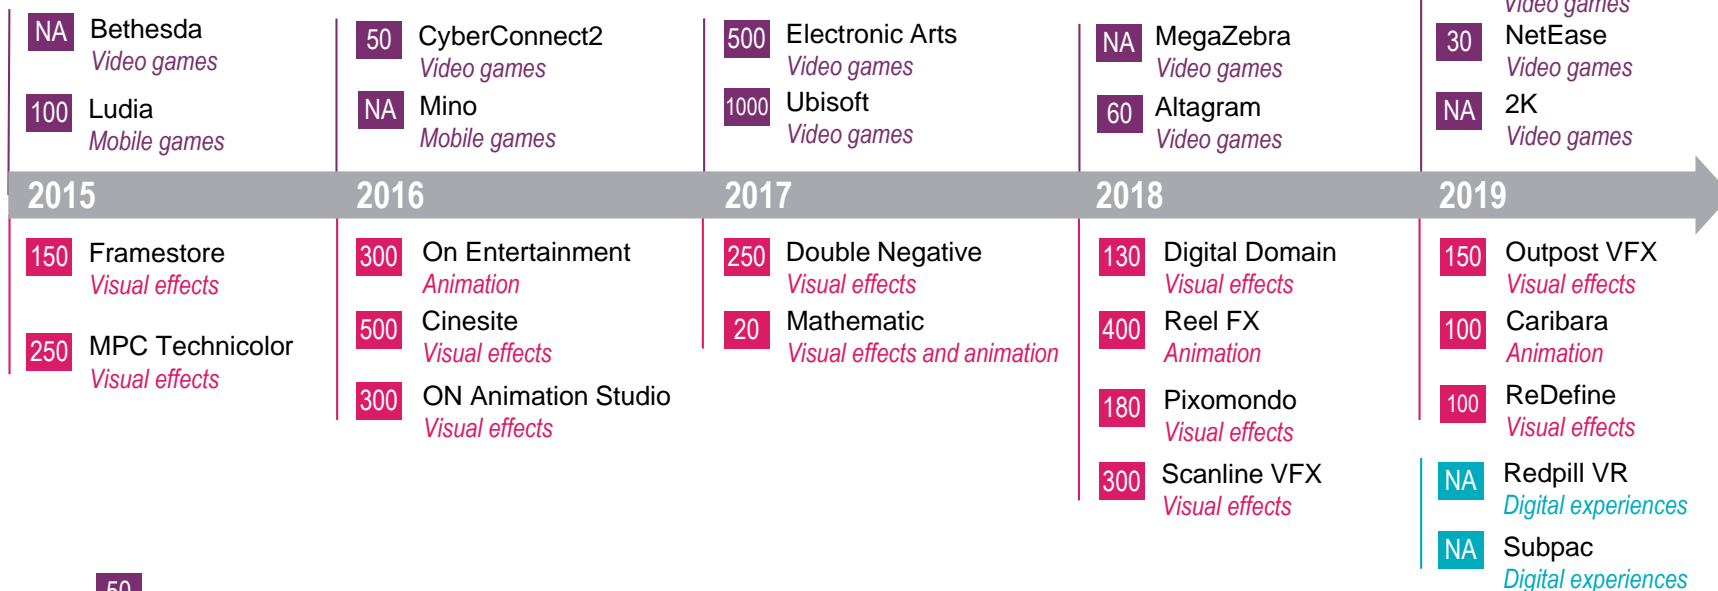 NA Bethesda
Video games
100 Ludia
Mobile games
50 CyberConnect2
Video games
NA Mino
Mobile games
500 Electronic Arts
Video games
1000 Ubisoft
Video games
NA MegaZebra
Video games
60 Altagram
Video games
Video games
30 NetEase
Video games
NA 2K
Video games
2015 2016 2017 2018 2019
150 Framestore
Visual effects
250 MPC Technicolor
Visual effects
300 On Entertainment
Animation
500 Cinesite
Visual effects
300 ON Animation Studio
Visual effects
250 Double Negative
Visual effects
20 Mathematic
Visual effects and animation
130 Digital Domain
Visual effects
400 Reel FX
Animation
180 Pixomondo
Visual effects
300 Scanline VFX
Visual effects
150 Outpost VFX
Visual effects
100 Caribara
Animation
100 ReDefine
Visual effects
NA Redpill VR
Digital experiences
NA Subpac
Digital experiences
50